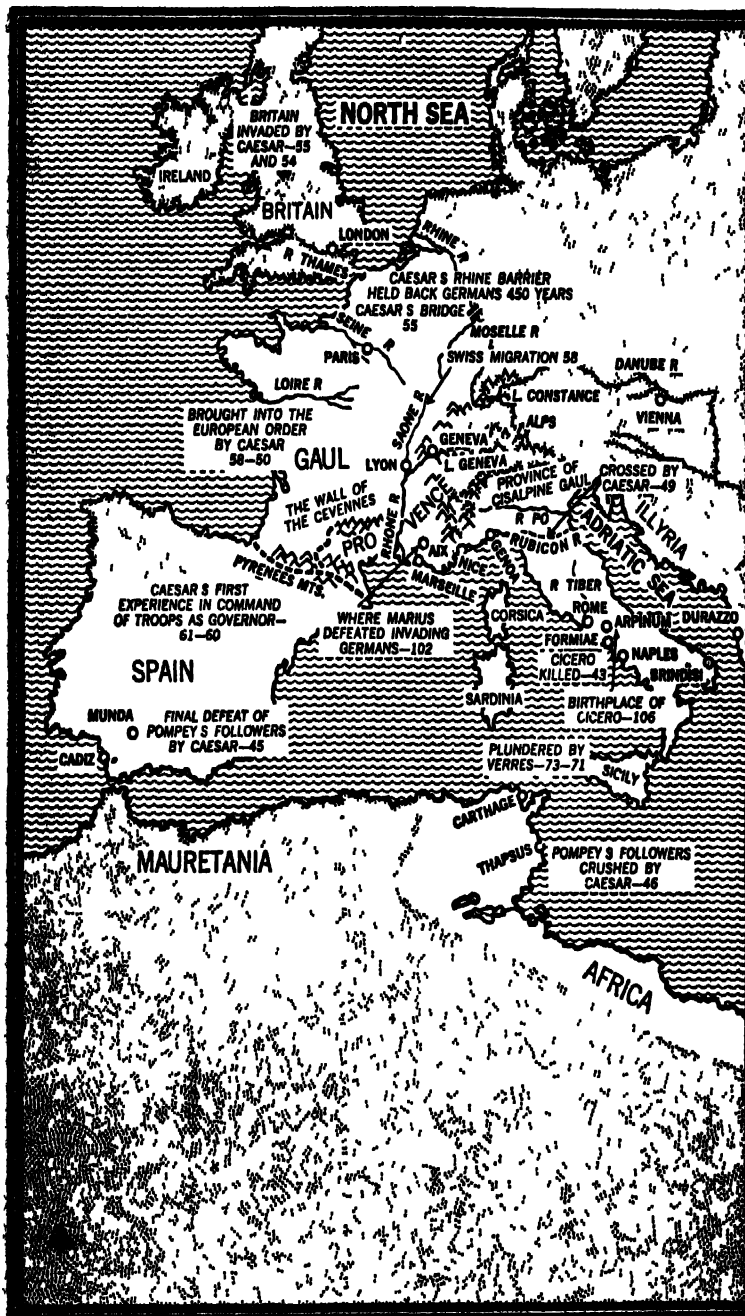 NORTH SEA
BRITAIN
INVADED BY
CAESAR—55
AND 54
IRELAND
BRITAIN
LONDON
R THAMES
RHINE R
CAESAR S RHINE BARRIER
HELD BACK GERMANS 450 YEARS
CAESAR S BRIDGE
55
SEINE R
MOSELLE R
PARIS
SWISS MIGRATION 58
DANUBE R
LOIRE R
L. CONSTANCE
VIENNA
BROUGHT INTO THE
EUROPEAN ORDER
BY CAESAR
58—50
SAONE R
ALPS
GENEVA
GAUL
LYON
L. GENEVA
PROVINCE OF
CISALPINE GAUL
CROSSED BY
CAESAR—49
THE WALL OF
THE CEVENNES
RHONE R
PROVENCE
R PO
RUBICON R
ADRIATIC SEA
ILLYRIA
AIX
NICE
GENOA
MARSEILLE
PYRENEES MTS.
R TIBER
CAESAR S FIRST
EXPERIENCE IN COMMAND
OF TROOPS AS GOVERNOR—
61—60
WHERE MARIUS
DEFEATED INVADING
GERMANS—102
CORSICA
ROME
ARPINUM
DURAZZO
FORMIAE
CICERO
KILLED—43
NAPLES
BRINDISI
SPAIN
SARDINIA
BIRTHPLACE OF
CICERO—106
MUNDA
FINAL DEFEAT OF
POMPEY S FOLLOWERS
BY CAESAR—45
CADIZ
PLUNDERED BY
VERRES—73—71
SICILY
CARTHAGE
MAURETANIA
THAPSUS
POMPEY S FOLLOWERS
CRUSHED BY
CAESAR—46
AFRICA